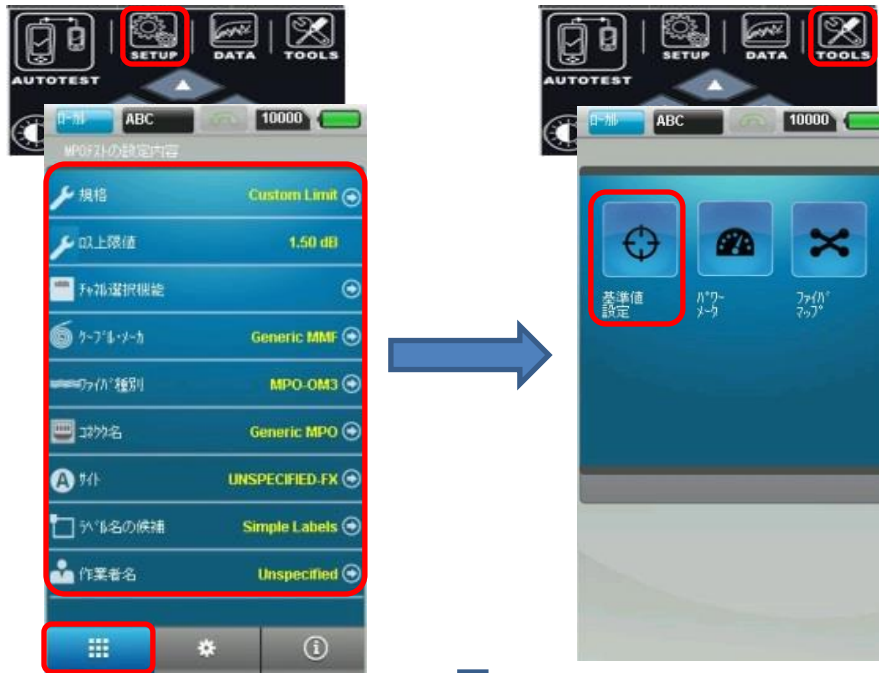 SETUP
DATA
TOOLS
AUTOTEST
ﾛｰｶﾙ
ABC
10000
MPOﾃｽﾄの設定内容
規格
Custom Limit
ﾛｽ上限値
1.50 dB
ﾁｬﾈﾙ選択機能
ｹｰﾌﾞﾙ･ﾒｰｶ
Generic MMF
ﾌｧｲﾊﾞ種別
MPO-OM3
ｺﾈｸﾀ名
Generic MPO
A
ｻｲﾄ
UNSPECIFIED-FX
ﾗﾍﾞﾙ名の候補
Simple Labels
作業者名
Unspecified
SETUP
DATA
TOOLS
AUTOTEST
ﾛｰｶﾙ
ABC
10000
基準値
設定
ﾊﾟﾜｰ
ﾒｰﾀ
ﾌｧｲﾊﾞ
ﾏｯﾌﾟ